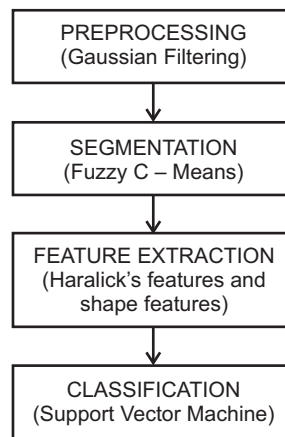 PREPROCESSING
(Gaussian Filtering)
SEGMENTATION
(Fuzzy C – Means)
FEATURE EXTRACTION
(Haralick's features and
shape features)
CLASSIFICATION
(Support Vector Machine)